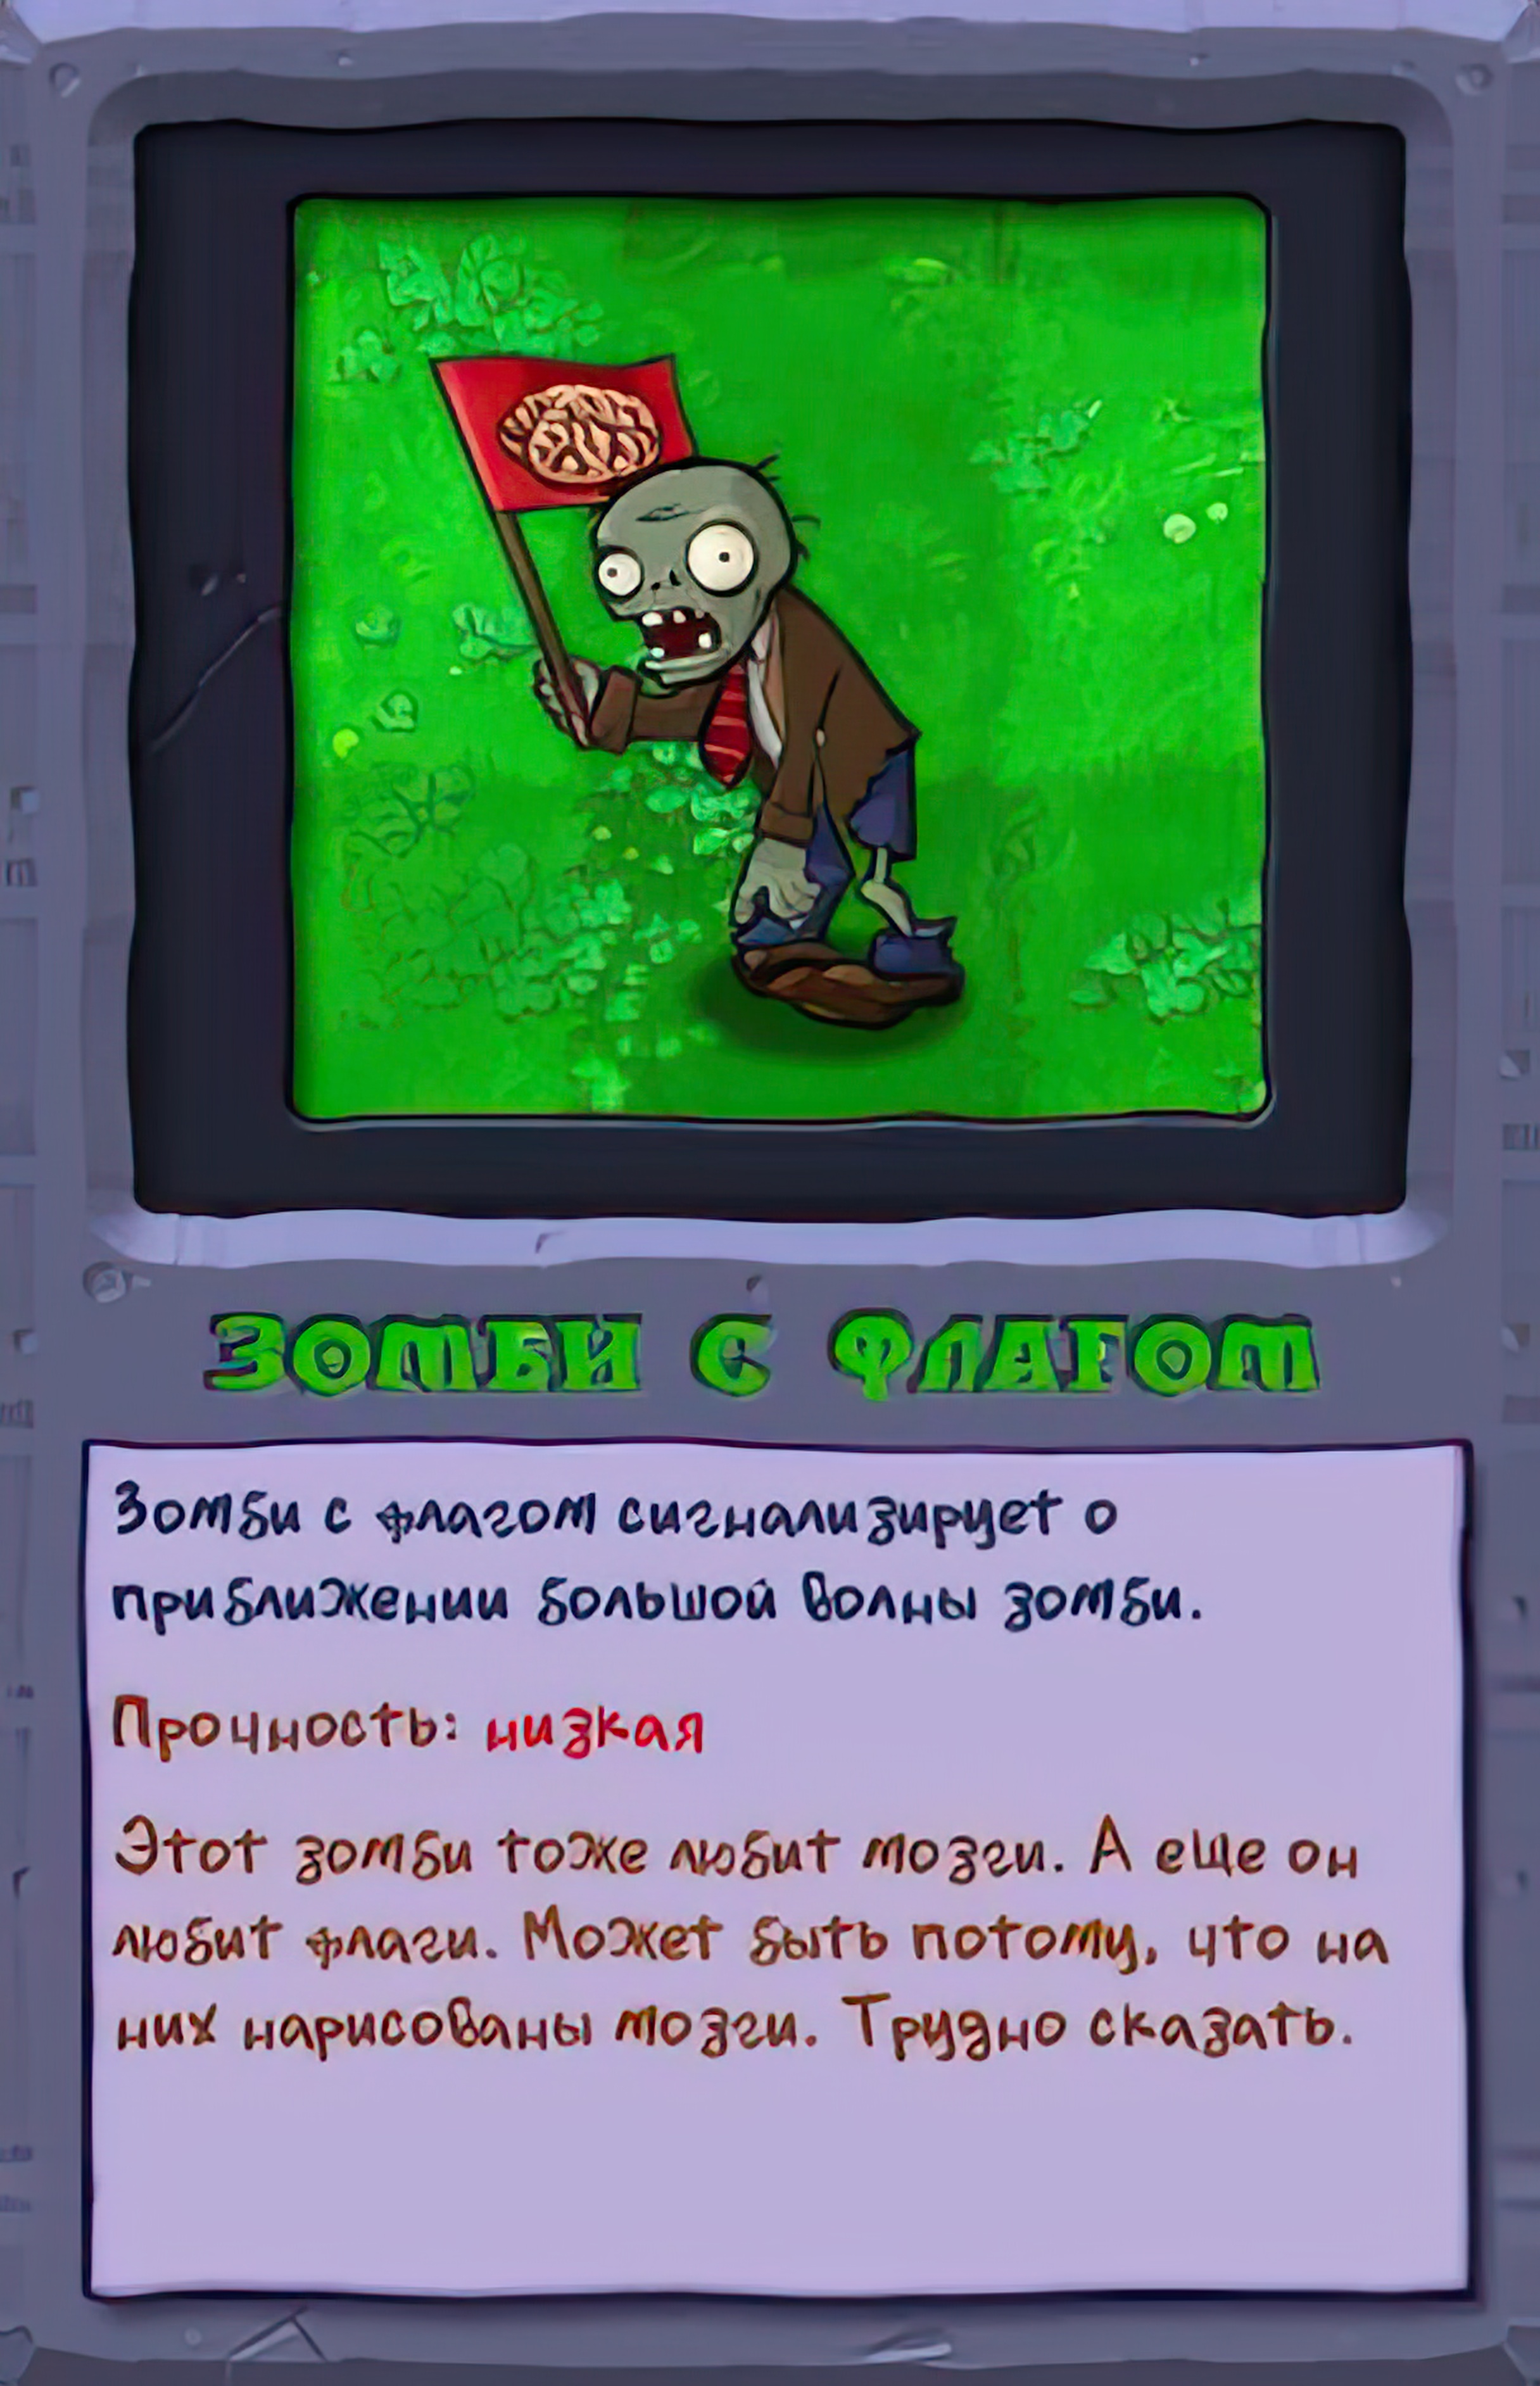 ЗОМБИ С ФЛАГОМ
Зомби с флагом сигнализирует о
приближении большой волны зомби.
Прочность: низкая
Этот зомби тоже любит мозги. А еще он
любит флаги. Может быть потому, что на
них нарисованы мозги. Трудно сказать.